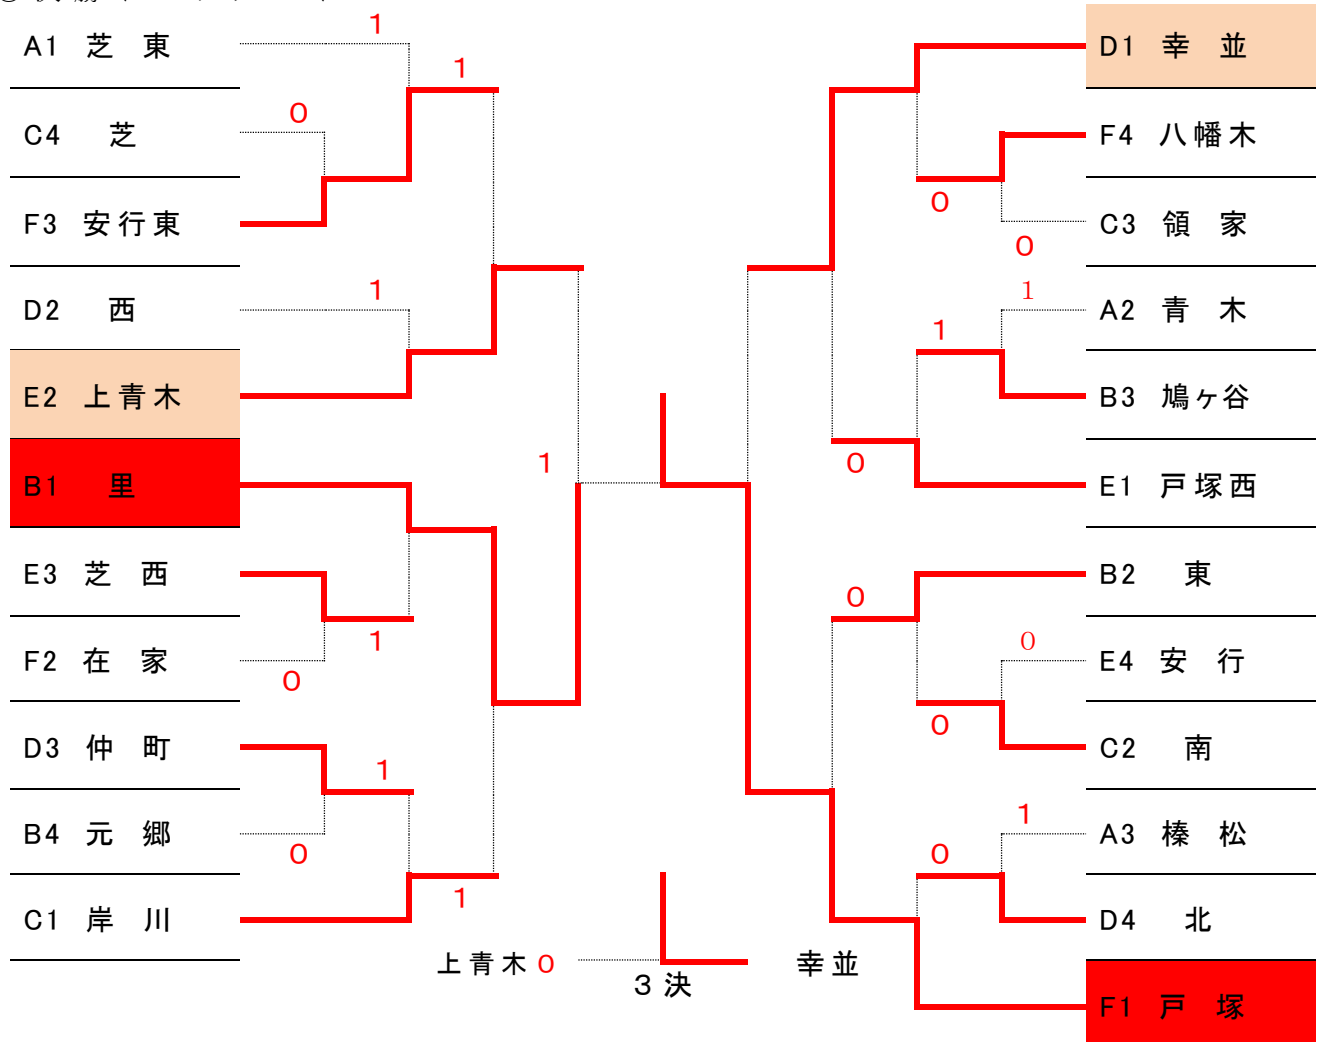 A1 芝 東
C4 芝
F3 安行東
D2 西
E2 上青木
B1 里
E3 芝 西
F2 在 家
D3 仲 町
B4 元 郷
C1 岸 川
1
0
1
1
1
0
1
0
1
1
上青木 0
3決
幸並
0
0
1
1
0
0
0
0
1
0
D1 幸 並
F4 八幡木
C3 領 家
A2 青 木
B3 鳩ヶ谷
E1 戸塚西
B2 東
E4 安 行
C2 南
A3 榛 松
D4 北
F1 戸 塚